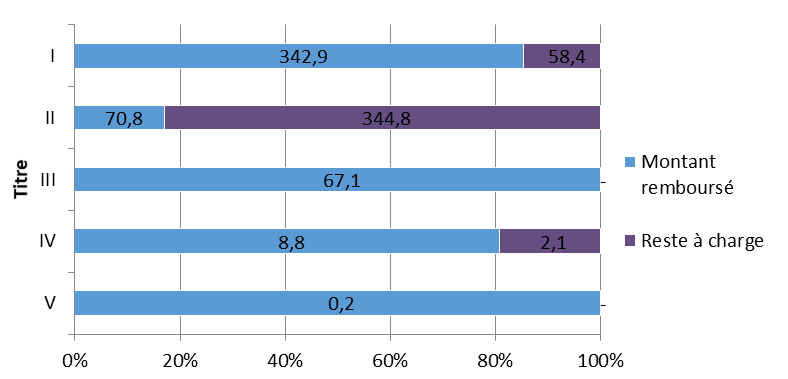 I
342,9
58,4
II
70,8
344,8
III
67,1
-
IV
8,8
2,1
V
0,2
-
Titre
0%
20%
40%
60%
80%
100%
Montant
remboursé
Reste à charge